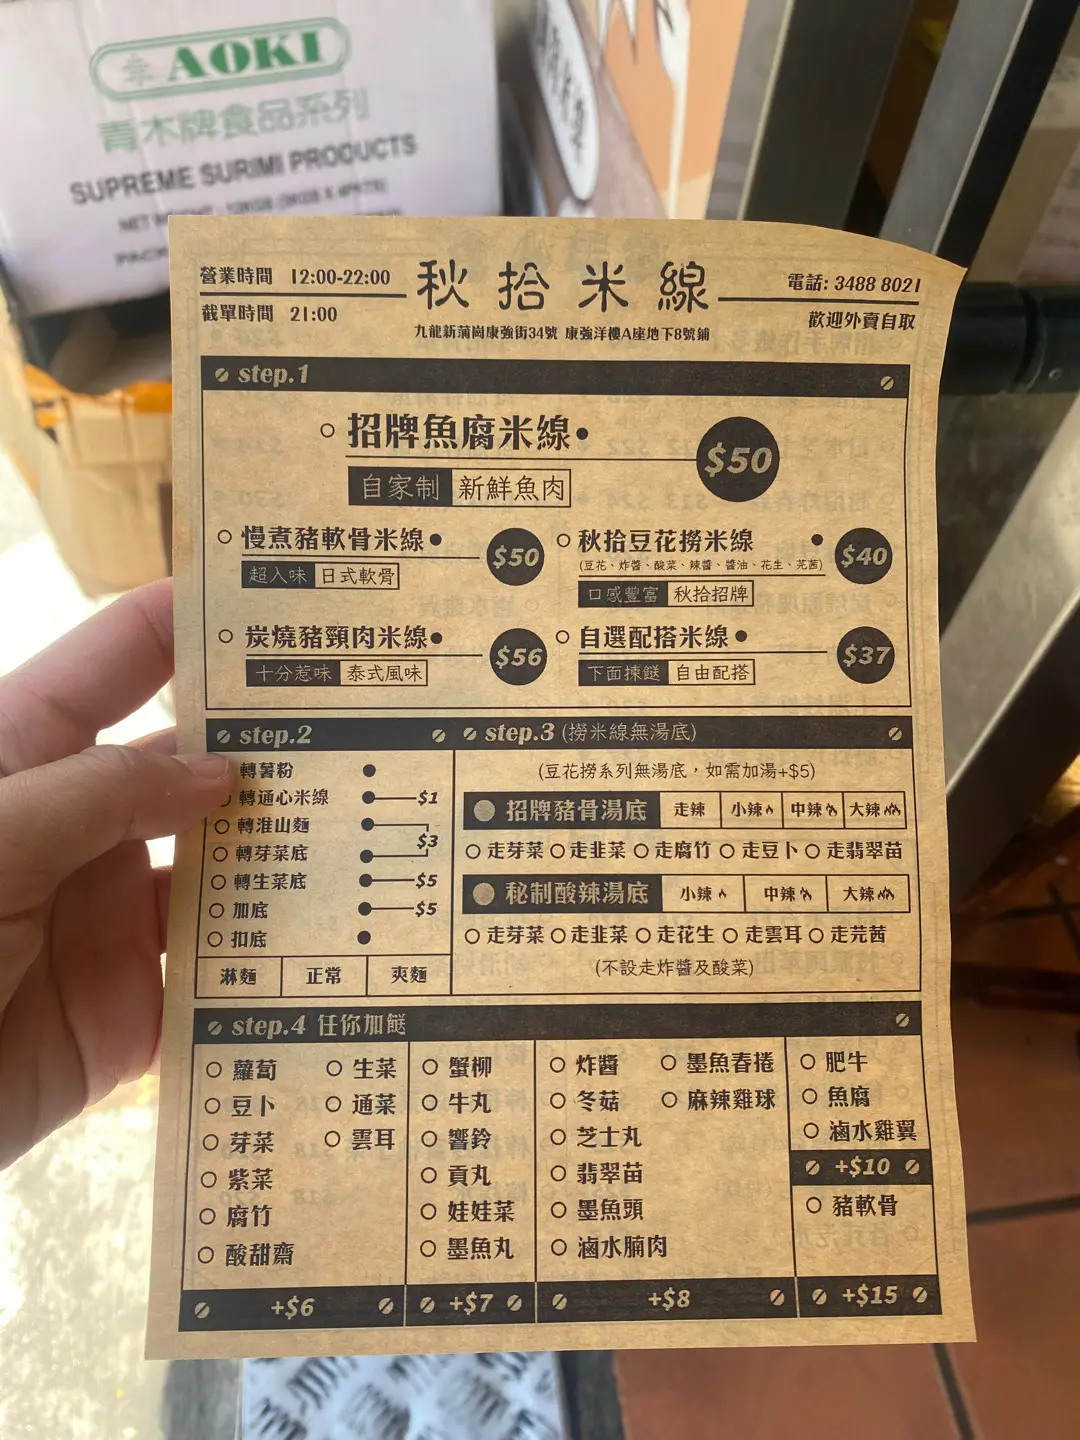 AOKI
青木牌食品系列
SUPREME SURIMI PRODUCTS
營業時間 12:00-22:00
截單時間 21:00
秋拾米線
九龍新蒲崗康強街34號 康強洋樓A座地下8號鋪
電話: 3488 8021
歡迎外賣自取
step.1
招牌魚腐米線 $50
自家制 新鮮魚肉
慢煮豬軟骨米線 $50
超入味 日式軟骨
秋拾豆花撈米線 $40
(豆花、炸醬、酸菜、辣醬、醬油、花生、芫茜)
口感豐富 秋拾招牌
炭燒豬頸肉米線 $56
十分惹味 泰式風味
自選配搭米線 $37
下面揀餸 自由配搭
step.2
轉薯粉
轉通心米線 $1
轉淮山麵
$3
轉芽菜底
轉生菜底 $5
加底 $5
扣底
淋麵 正常 爽麵
step.3 (撈米線無湯底)
(豆花撈系列無湯底，如需加湯+$5)
招牌豬骨湯底 走辣 小辣 中辣 大辣
走芽菜 走韭菜 走腐竹 走豆卜 走翡翠苗
秘制酸辣湯底 小辣 中辣 大辣
走芽菜 走韭菜 走花生 走雲耳 走芫茜
(不設走炸醬及酸菜)
step.4 任你加餸
蘿蔔 生菜
豆卜 通菜
芽菜 雲耳
紫菜
腐竹
酸甜齋
+$6
蟹柳
牛丸
響鈴
貢丸
娃娃菜
墨魚丸
+$7
炸醬 墨魚春捲
冬菇 麻辣雞球
芝士丸
翡翠苗
墨魚頭
滷水腩肉
+$8
肥牛
魚腐
滷水雞翼
+$10
豬軟骨
+$15